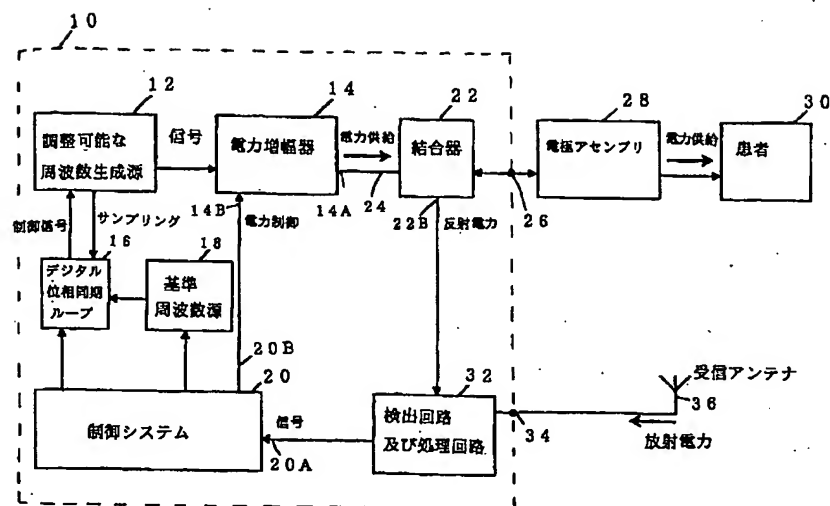 10
12
調整可能な
周波数生成源
信号
14
電力増幅器
電力供給
22
結合器
28
電極アセンブリ
電力供給
30
患者
制御信号
サンプリング
14B
電力制御
14A
24
22B
反射電力
26
16
デジタル
位相同期
ループ
18
基準
周波数源
20B
20
制御システム
信号
20A
32
検出回路
及び処理回路
34
受信アンテナ
36
放射電力